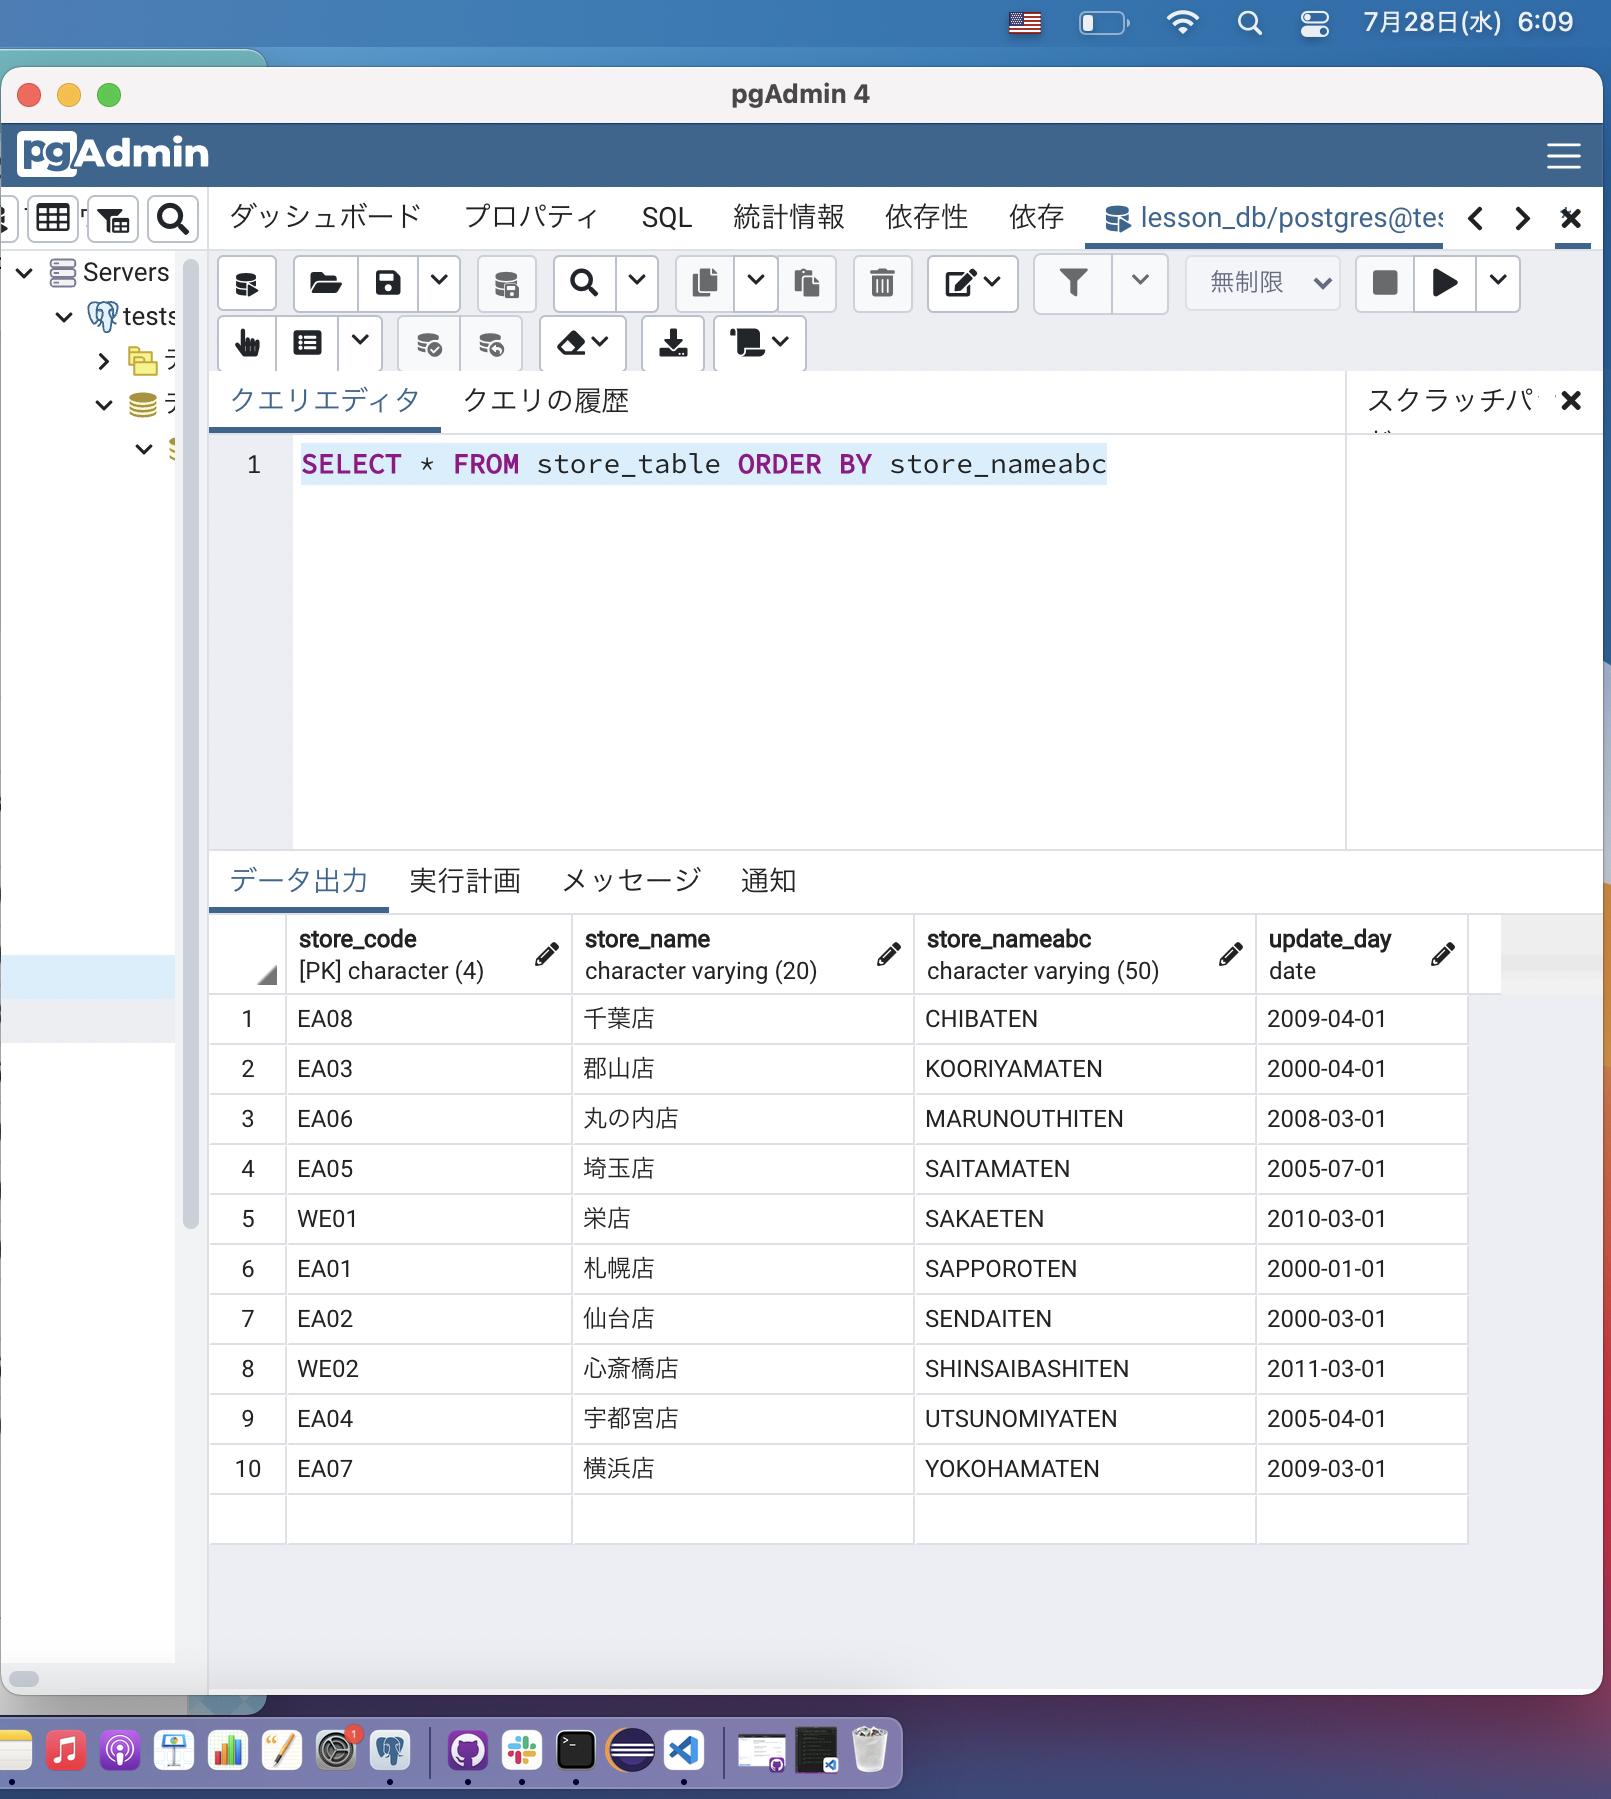 7月28日(水) 6:09
pgAdmin 4
pgAdmin
ダッシュボード プロパティ SQL 統計情報 依存性 依存 lesson_db/postgres@tes
Servers
tests
無制限
クエリエディタ クエリの履歴
スクラッチパ
1 SELECT * FROM store_table ORDER BY store_nameabc
データ出力 実行計画 メッセージ 通知
store_code store_name store_nameabc update_day
[PK] character (4) character varying (20) character varying (50) date
1 EA08 千葉店 CHIBATEN 2009-04-01
2 EA03 郡山店 KOORIYAMATEN 2000-04-01
3 EA06 丸の内店 MARUNOUTHITEN 2008-03-01
4 EA05 埼玉店 SAITAMATEN 2005-07-01
5 WE01 栄店 SAKAETEN 2010-03-01
6 EA01 札幌店 SAPPOROTEN 2000-01-01
7 EA02 仙台店 SENDAITEN 2000-03-01
8 WE02 心斎橋店 SHINSAIBASHITEN 2011-03-01
9 EA04 宇都宮店 UTSUNOMIYATEN 2005-04-01
10 EA07 横浜店 YOKOHAMATEN 2009-03-01
1